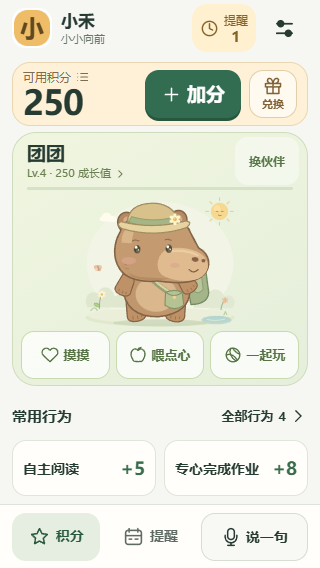 小
小禾
小小向前
提醒
1
可用积分
250
+ 加分
兑换
团团
Lv.4 · 250 成长值 >
换伙伴
摸摸
喂点心
一起玩
常用行为
全部行为 4 >
自主阅读 +5
专心完成作业 +8
积分
提醒
说一句